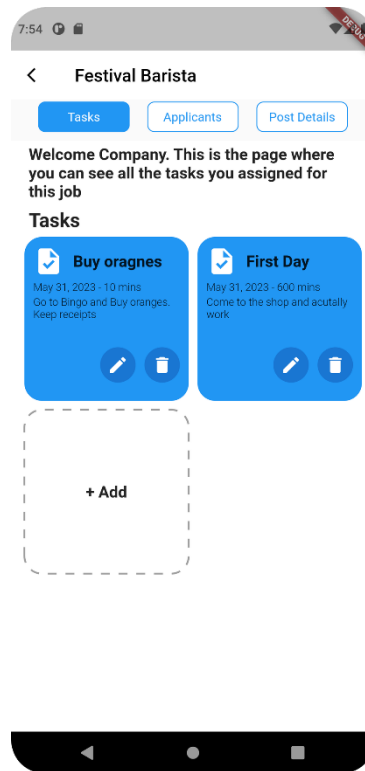 7:54
DEBUG
Festival Barista
Tasks Applicants Post Details
Welcome Company. This is the page where
you can see all the tasks you assigned for
this job
Tasks
Buy oragnes
May 31, 2023 - 10 mins
Go to Bingo and Buy oranges.
Keep receipts
First Day
May 31, 2023 - 600 mins
Come to the shop and acutally
work
+ Add